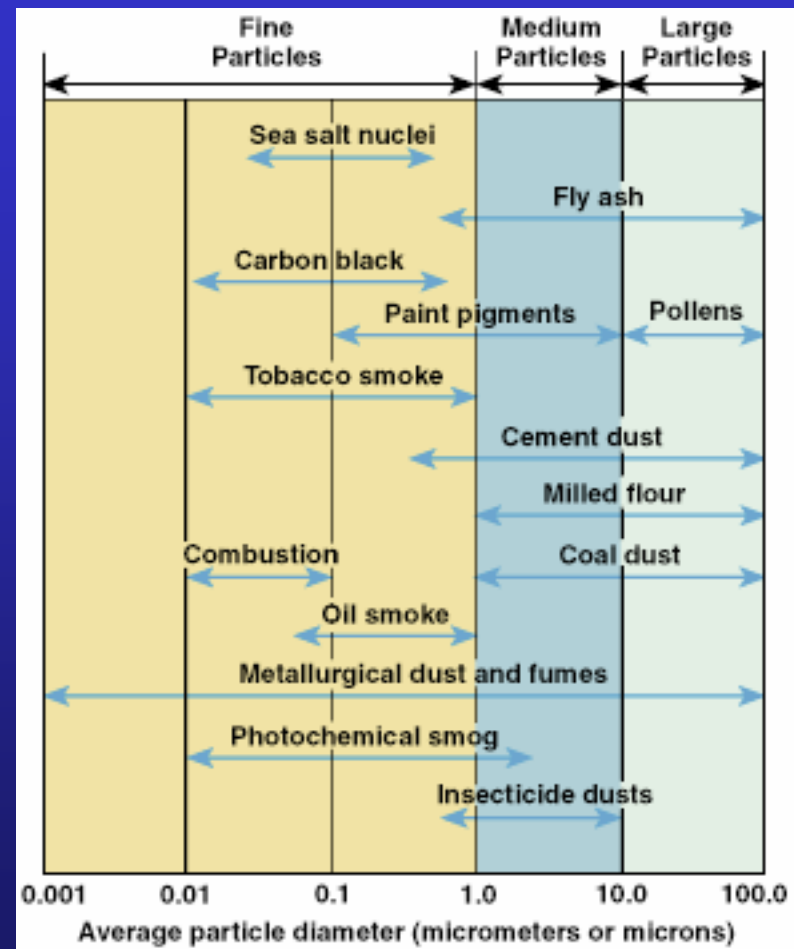 Fine Particles
Medium Particles
Large Particles
Sea salt nuclei
Fly ash
Carbon black
Paint pigments
Pollens
Tobacco smoke
Cement dust
Milled flour
Combustion
Coal dust
Oil smoke
Metallurgical dust and fumes
Photochemical smog
Insecticide dusts
0.001 0.01 0.1 1.0 10.0 100.0
Average particle diameter (micrometers or microns)